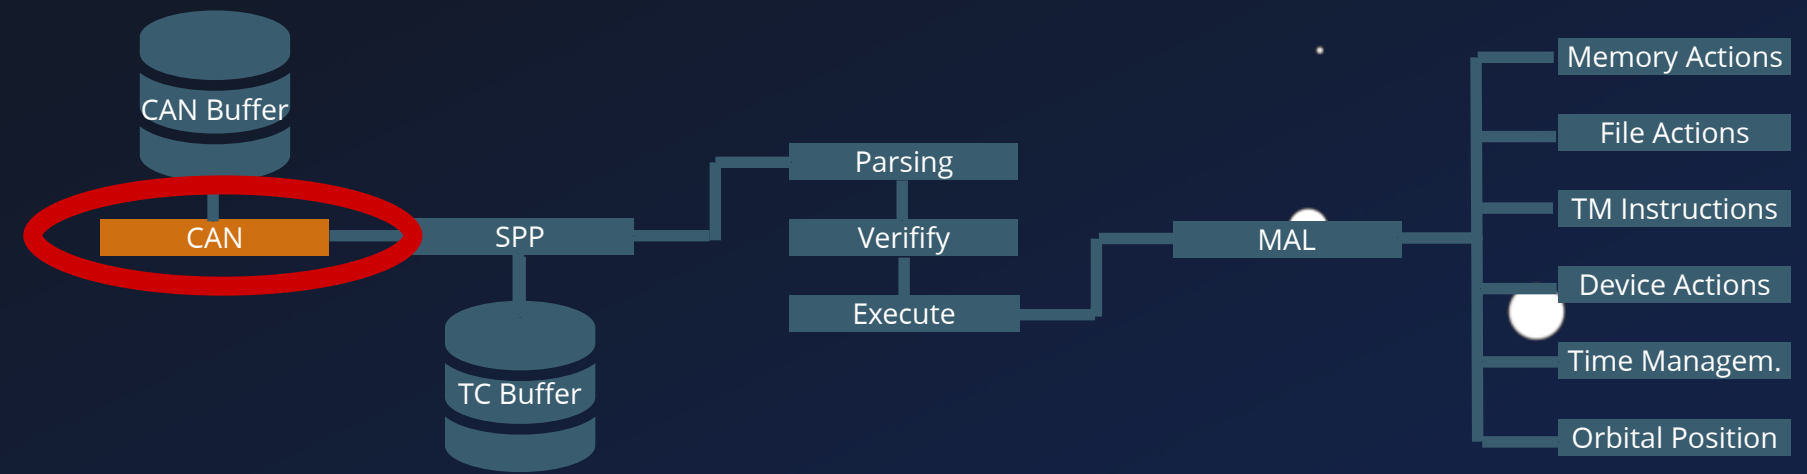 CAN Buffer
CAN
SPP
TC Buffer
Parsing
Verifify
Execute
MAL
Memory Actions
File Actions
TM Instructions
Device Actions
Time Managem.
Orbital Position